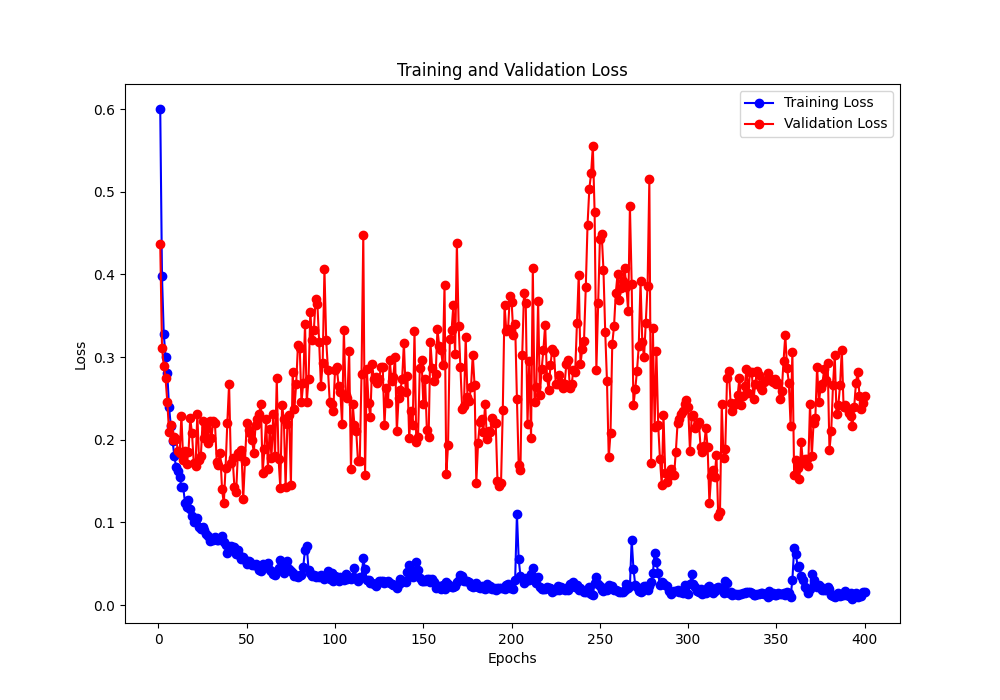 Training and Validation Loss
Training Loss
Validation Loss
0.6
0.5
0.4
0.3
0.2
0.1
0.0
Loss
0 50 100 150 200 250 300 350 400
Epochs